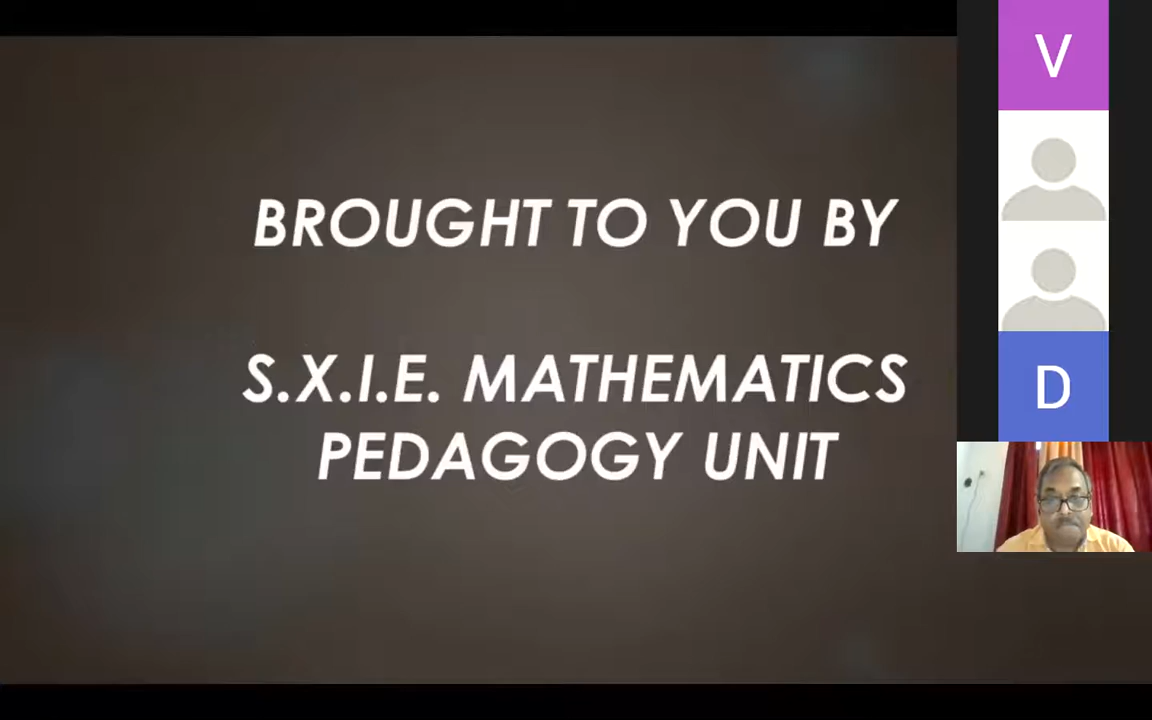 BROUGHT TO YOU BY
S.X.I.E. MATHEMATICS
PEDAGOGY UNIT
V
D